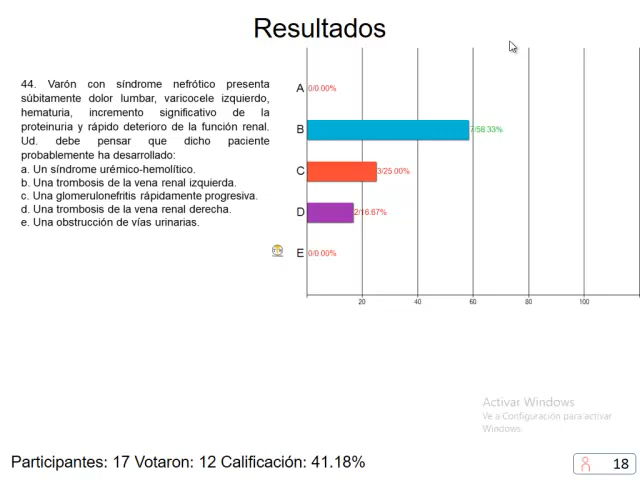 Resultados
44. Varón con síndrome nefrótico presenta
súbitamente dolor lumbar, varicocele izquierdo,
hematuria, incremento significativo de la
proteinuria y rápido deterioro de la función renal.
Ud. debe pensar que dicho paciente
probablemente ha desarrollado:
a. Un síndrome urémico-hemolítico.
b. Una trombosis de la vena renal izquierda.
c. Una glomerulonefritis rápidamente progresiva.
d. Una trombosis de la vena renal derecha.
e. Una obstrucción de vías urinarias.
A 0/0.00%
B 7/58.33%
C 3/25.00%
D 2/16.67%
E 0/0.00%
20 40 60 80 100
Activar Windows
Ve a Configuración para activar
Windows.
Participantes: 17 Votaron: 12 Calificación: 41.18%
18